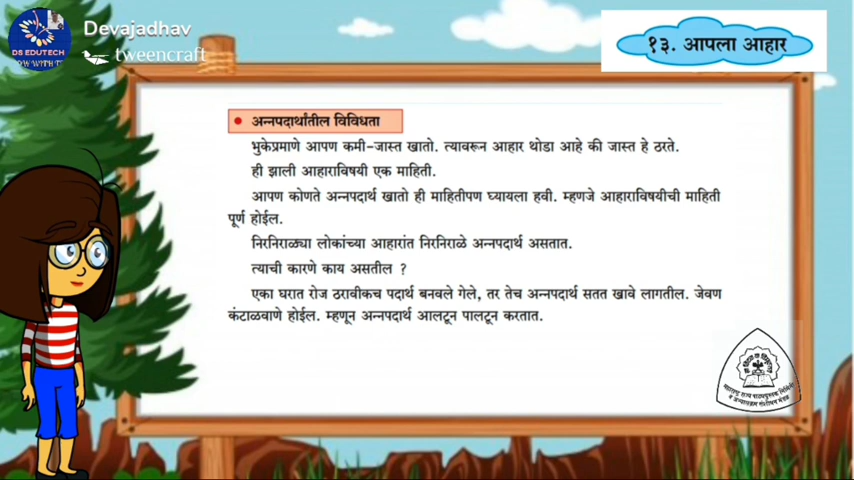 Devajadhav
tweencraft
DS EDUTECH
१३. आपला आहार
• अन्नपदार्थांतील विविधता
भुकेप्रमाणे आपण कमी-जास्त खातो. त्यावरून आहार थोडा आहे की जास्त हे ठरते.
ही झाली आहाराविषयी एक माहिती.
आपण कोणते अन्नपदार्थ खातो ही माहितीपण घ्यायला हवी. म्हणजे आहाराविषयीची माहिती
पूर्ण होईल.
निरनिराळ्या लोकांच्या आहारांत निरनिराळे अन्नपदार्थ असतात.
त्याची कारणे काय असतील ?
एका घरात रोज ठरावीकच पदार्थ बनवले गेले, तर तेच अन्नपदार्थ सतत खावे लागतील. जेवण
कंटाळवाणे होईल. म्हणून अन्नपदार्थ आलटून पालटून करतात.